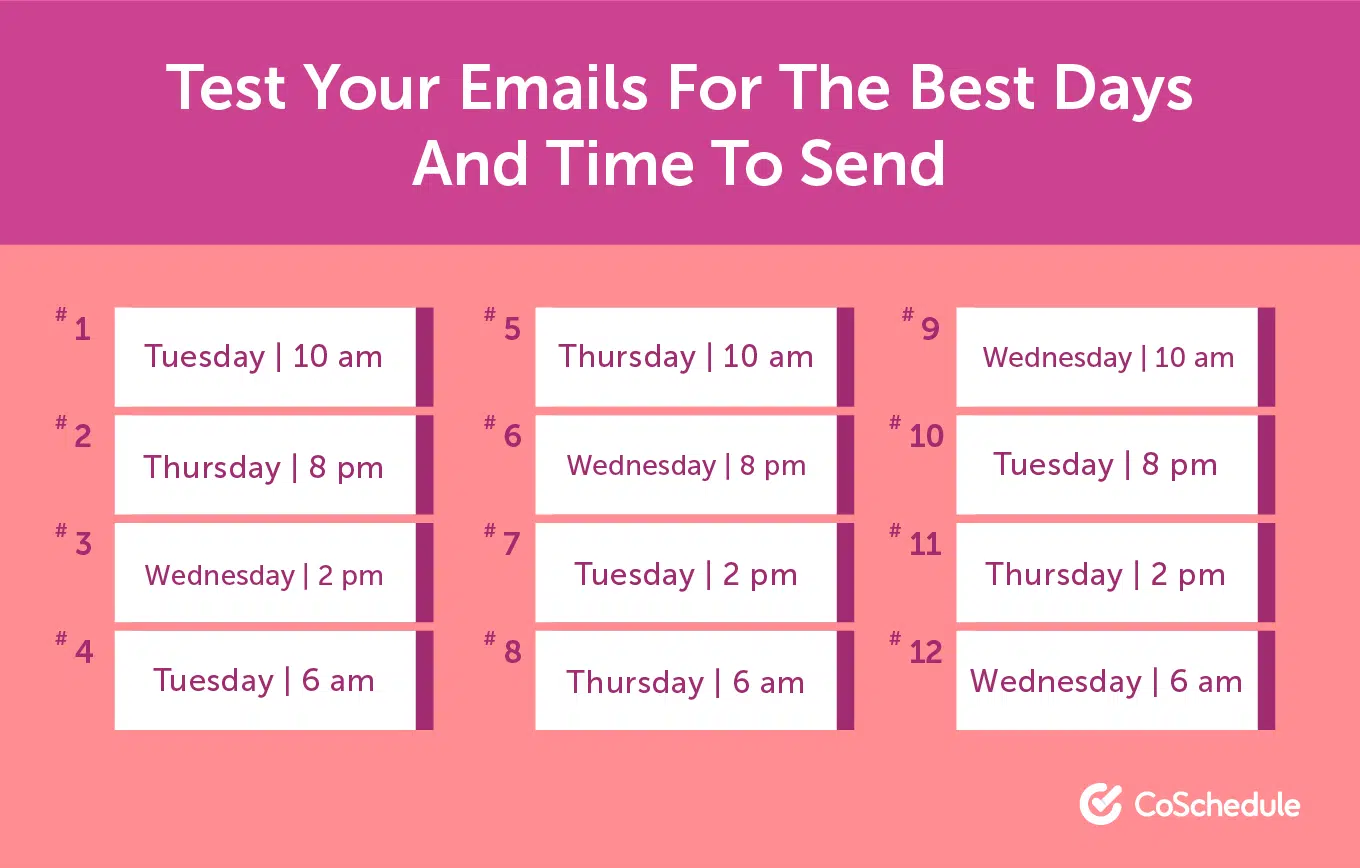 Test Your Emails For The Best Days
And Time To Send
#1
Tuesday | 10 am
#2
Thursday | 8 pm
#3
Wednesday | 2 pm
#4
Tuesday | 6 am
#5
Thursday | 10 am
#6
Wednesday | 8 pm
#7
Tuesday | 2 pm
#8
Thursday | 6 am
#9
Wednesday | 10 am
#10
Tuesday | 8 pm
#11
Thursday | 2 pm
#12
Wednesday | 6 am
CoSchedule